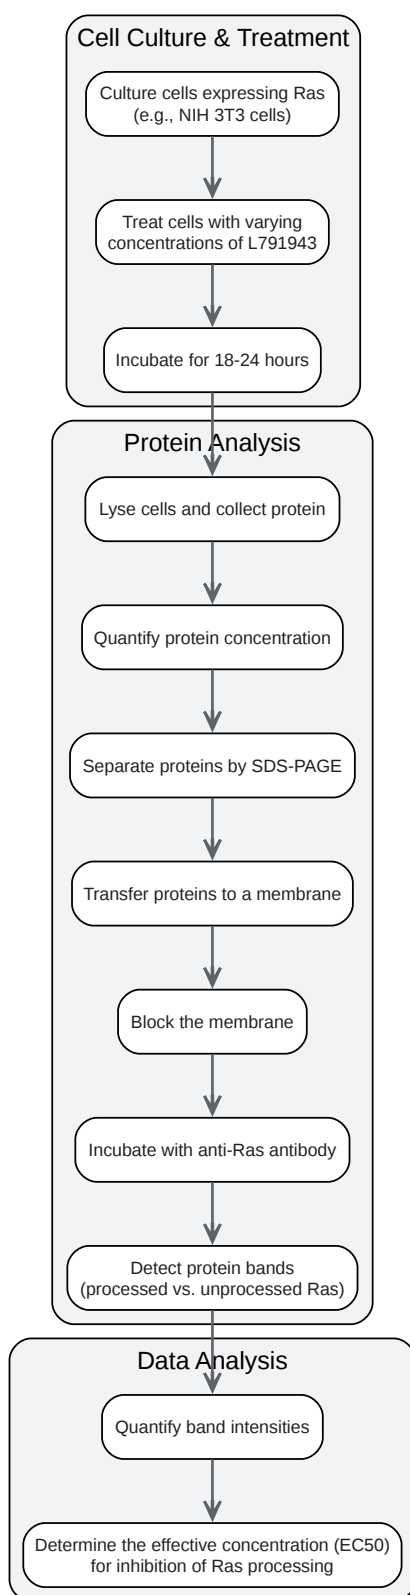 Cell Culture & Treatment
Culture cells expressing Ras
(e.g., NIH 3T3 cells)
Treat cells with varying
concentrations of L791943
Incubate for 18-24 hours
Protein Analysis
Lyse cells and collect protein
Quantify protein concentration
Separate proteins by SDS-PAGE
Transfer proteins to a membrane
Block the membrane
Incubate with anti-Ras antibody
Detect protein bands
(processed vs. unprocessed Ras)
Data Analysis
Quantify band intensities
Determine the effective concentration (EC50)
for inhibition of Ras processing